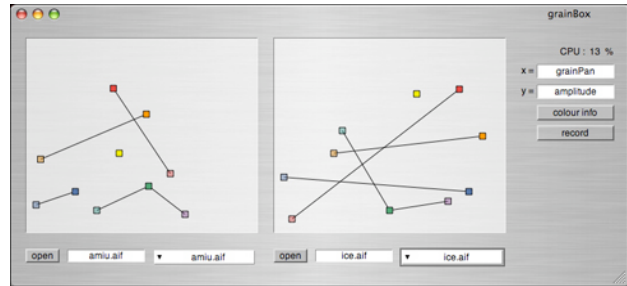 grainBox
CPU : 13 %
x = grainPan
y = amplitude
colour info
record
open amiu.aif ▼ amiu.aif open ice.aif ▼ ice.aif